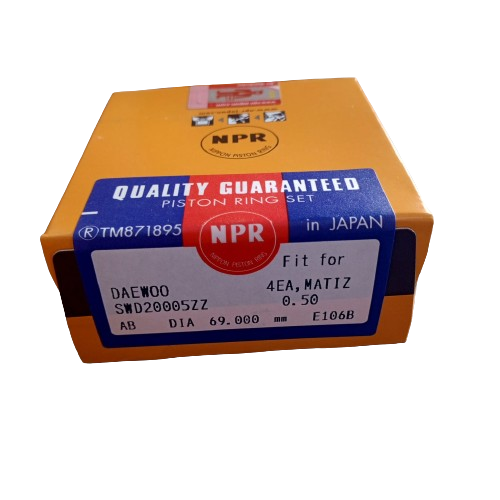 NPR
NIPPON PISTON RING
QUALITY GUARANTEED
PISTON RING SET
®TM871895
NPR
NIPPON PISTON RING
in JAPAN
Fit for
DAEWOO
4EA,MATIZ
SWD20005ZZ
0.50
AB DIA 69.000 mm E106B